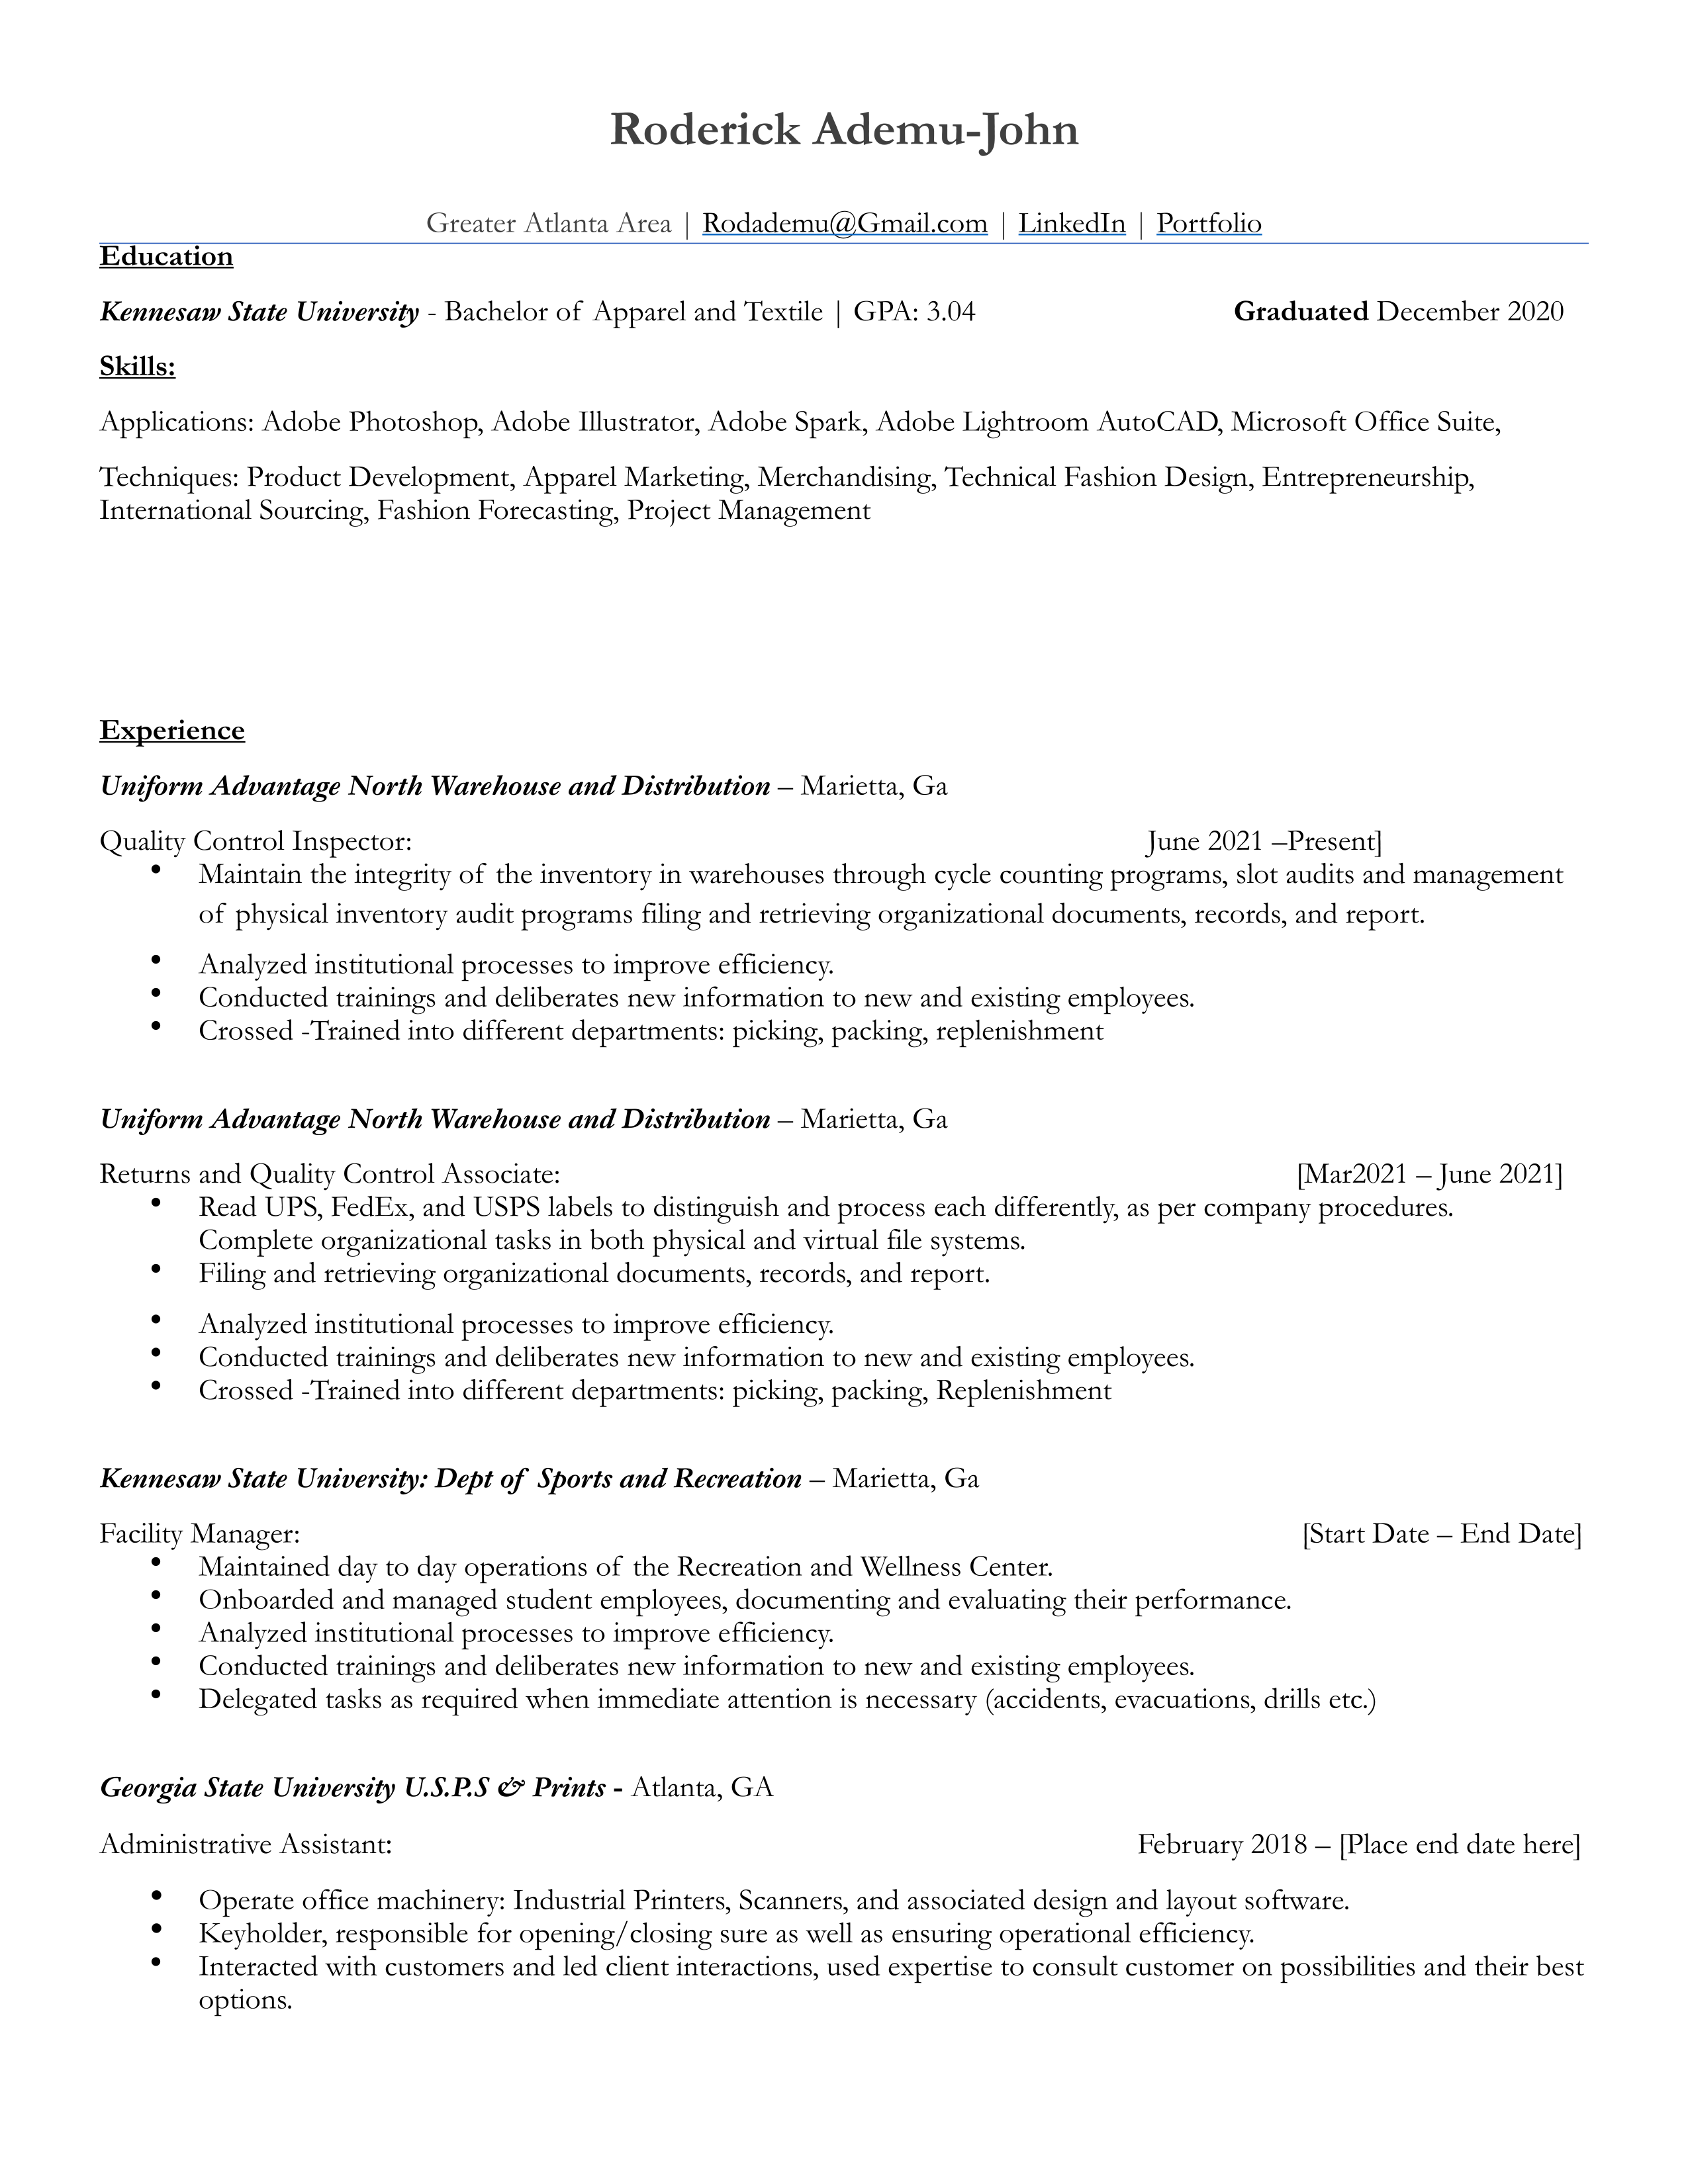 Roderick Ademu-John
Greater Atlanta Area | Rodademu@Gmail.com | LinkedIn | Portfolio
Education
Kennesaw State University - Bachelor of Apparel and Textile | GPA: 3.04 Graduated December 2020
Skills:
Applications: Adobe Photoshop, Adobe Illustrator, Adobe Spark, Adobe Lightroom AutoCAD, Microsoft Office Suite,
Techniques: Product Development, Apparel Marketing, Merchandising, Technical Fashion Design, Entrepreneurship,
International Sourcing, Fashion Forecasting, Project Management
Experience
Uniform Advantage North Warehouse and Distribution – Marietta, Ga
Quality Control Inspector: June 2021 –Present]
• Maintain the integrity of the inventory in warehouses through cycle counting programs, slot audits and management
of physical inventory audit programs filing and retrieving organizational documents, records, and report.
• Analyzed institutional processes to improve efficiency.
• Conducted trainings and deliberates new information to new and existing employees.
• Crossed -Trained into different departments: picking, packing, replenishment
Uniform Advantage North Warehouse and Distribution – Marietta, Ga
Returns and Quality Control Associate: [Mar2021 – June 2021]
• Read UPS, FedEx, and USPS labels to distinguish and process each differently, as per company procedures.
Complete organizational tasks in both physical and virtual file systems.
• Filing and retrieving organizational documents, records, and report.
• Analyzed institutional processes to improve efficiency.
• Conducted trainings and deliberates new information to new and existing employees.
• Crossed -Trained into different departments: picking, packing, Replenishment
Kennesaw State University: Dept of Sports and Recreation – Marietta, Ga
Facility Manager: [Start Date – End Date]
• Maintained day to day operations of the Recreation and Wellness Center.
• Onboarded and managed student employees, documenting and evaluating their performance.
• Analyzed institutional processes to improve efficiency.
• Conducted trainings and deliberates new information to new and existing employees.
• Delegated tasks as required when immediate attention is necessary (accidents, evacuations, drills etc.)
Georgia State University U.S.P.S & Prints - Atlanta, GA
Administrative Assistant: February 2018 – [Place end date here]
• Operate office machinery: Industrial Printers, Scanners, and associated design and layout software.
• Keyholder, responsible for opening/closing sure as well as ensuring operational efficiency.
• Interacted with customers and led client interactions, used expertise to consult customer on possibilities and their best
options.